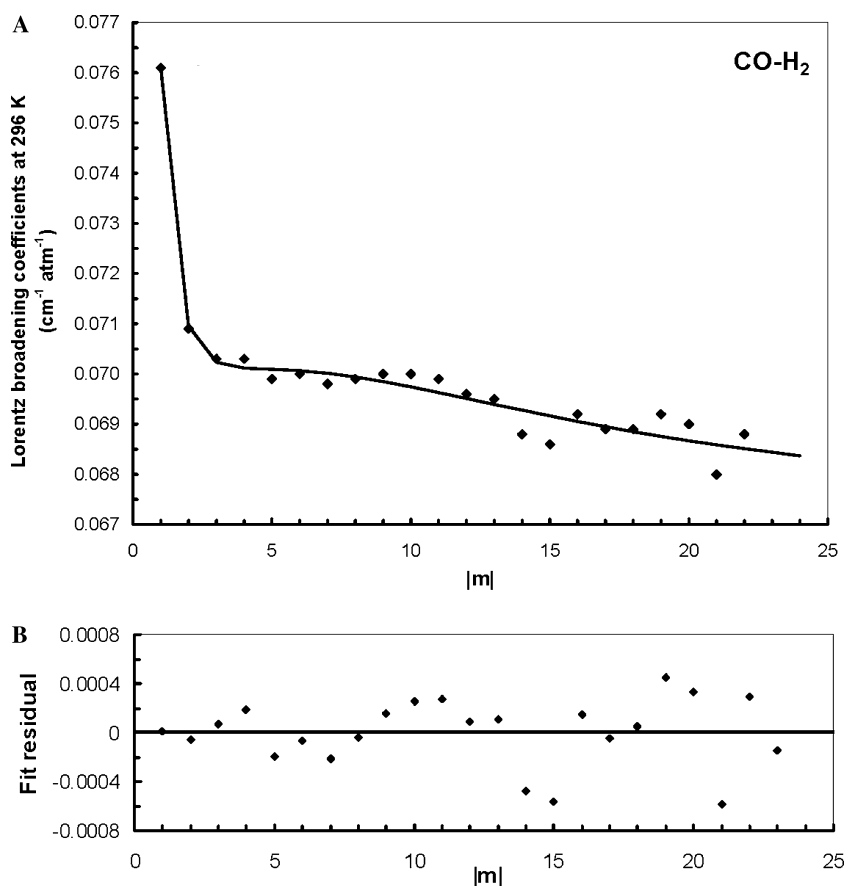 A
CO-H₂
Lorentz broadening coefficients at 296 K
(cm⁻¹ atm⁻¹)
0.077
0.076
0.075
0.074
0.073
0.072
0.071
0.070
0.069
0.068
0.067
0 5 10 15 20 25
|m|
B
Fit residual
0.0008
0.0004
0
-0.0004
-0.0008
0 5 10 15 20 25
|m|